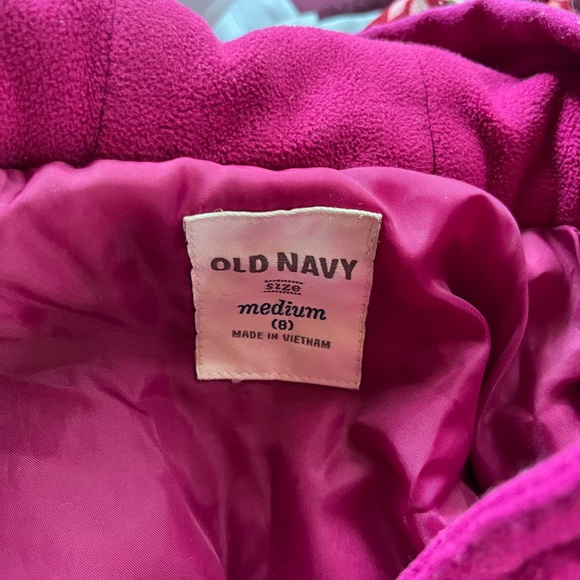 OLD NAVY
size
medium
(8)
MADE IN VIETNAM